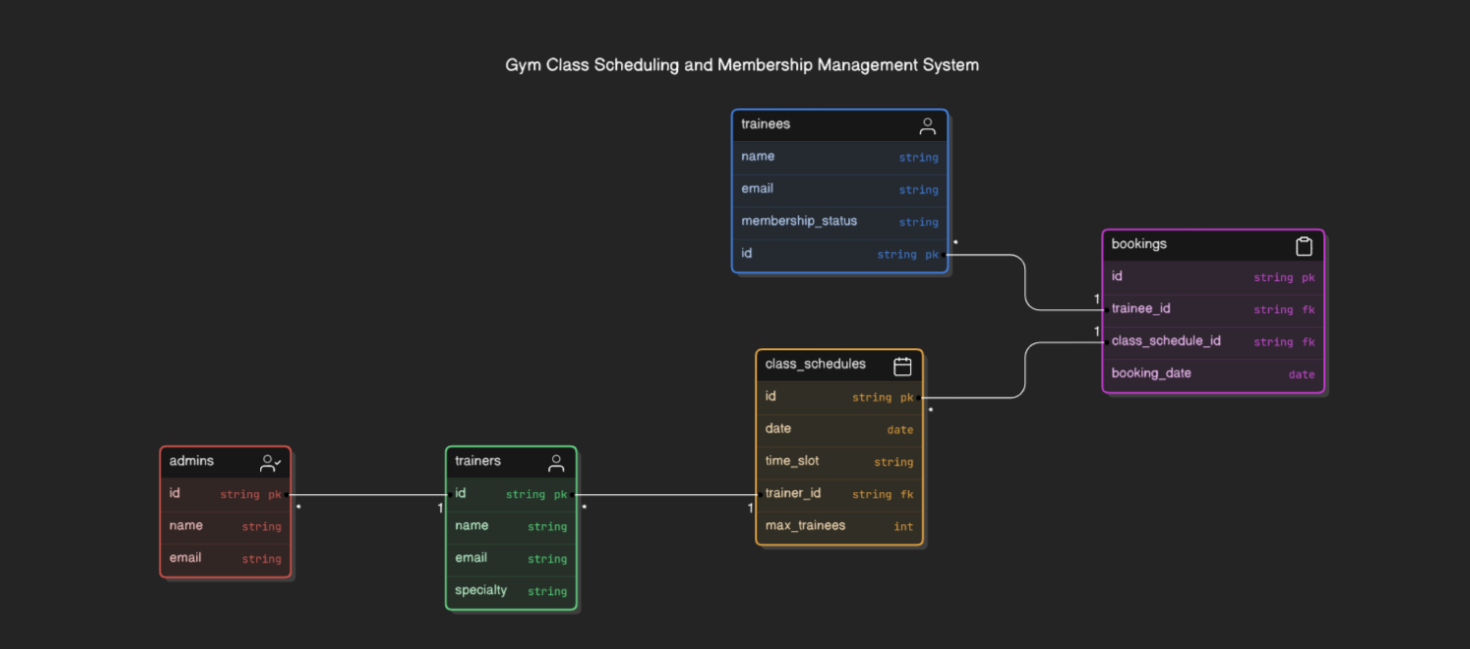 Gym Class Scheduling and Membership Management System
trainees
name string
email string
membership_status string
id string pk
*
1
bookings
id string pk
trainee_id string fk
class_schedule_id string fk
booking_date date
1
*
class_schedules
id string pk
date date
time_slot string
trainer_id string fk
max_trainees int
admins
id string pk
name string
email string
*
1
trainers
id string pk
name string
email string
specialty string
*
1